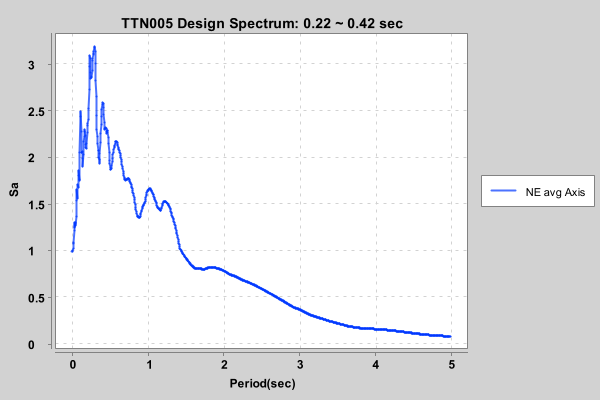 TTN005 Design Spectrum: 0.22 ~ 0.42 sec
Sa
3
2.5
2
1.5
1
0.5
0
0 1 2 3 4 5
Period(sec)
NE avg Axis